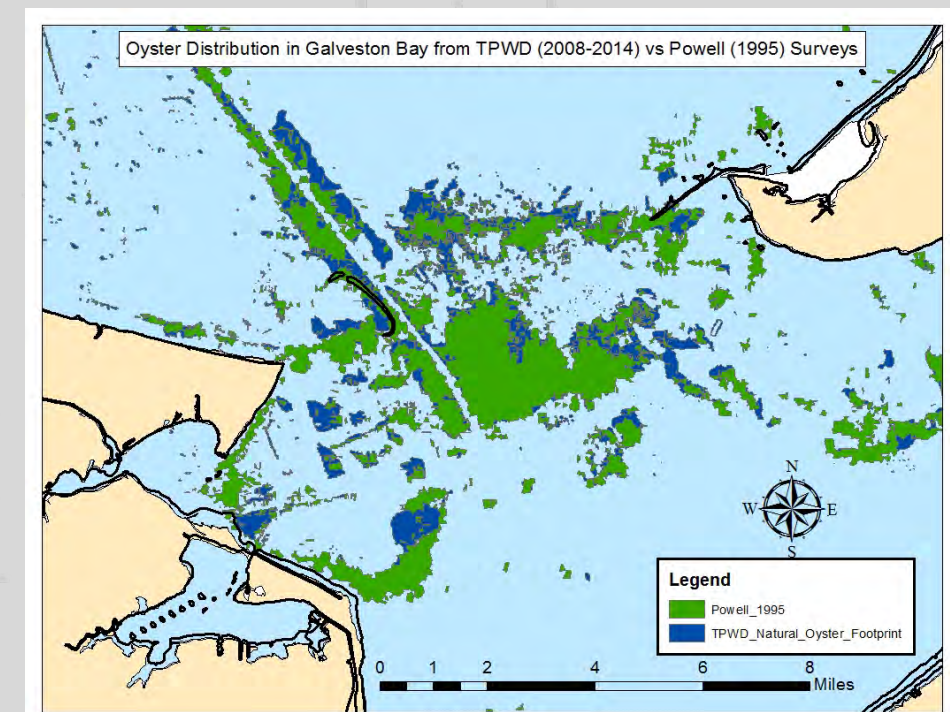 Oyster Distribution in Galveston Bay from TPWD (2008-2014) vs Powell (1995) Surveys
N
W E
S
Legend
Powell_1995
TPWD_Natural_Oyster_Footprint
0 1 2 4 6 8
Miles